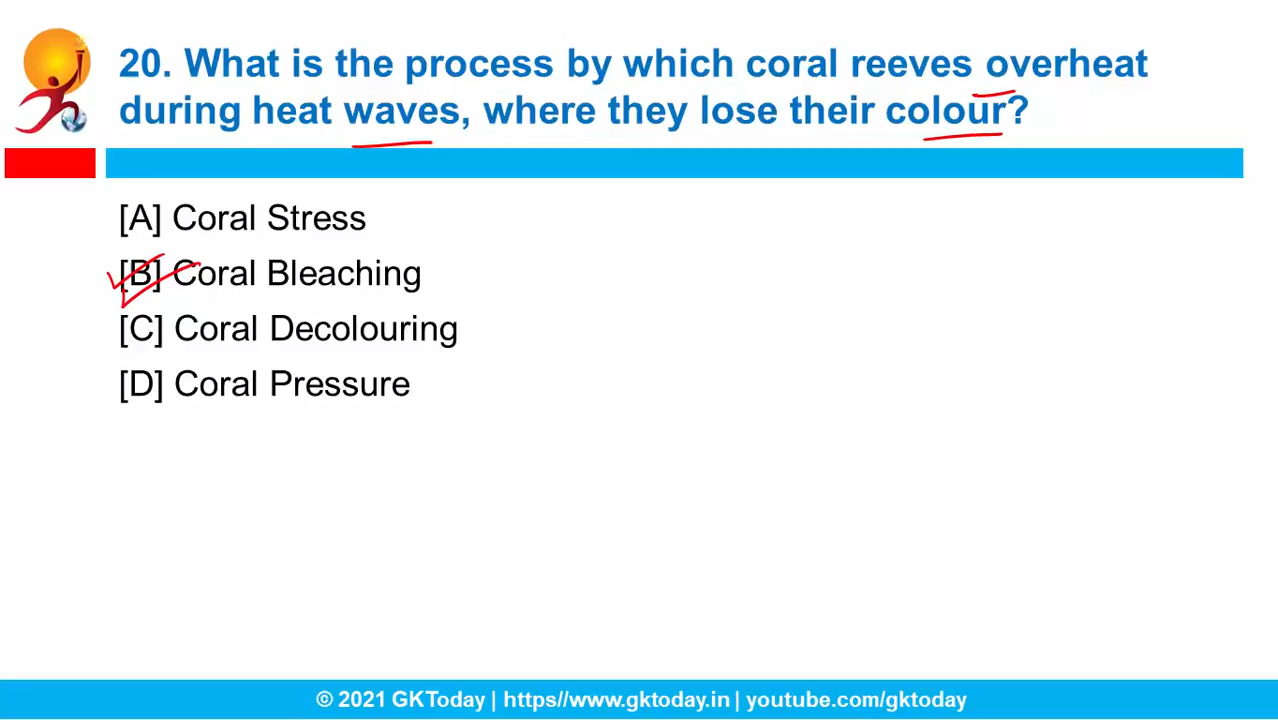 20. What is the process by which coral reeves overheat
during heat waves, where they lose their colour?
[A] Coral Stress
[B] Coral Bleaching
[C] Coral Decolouring
[D] Coral Pressure
© 2021 GKToday | https//www.gktoday.in | youtube.com/gktoday